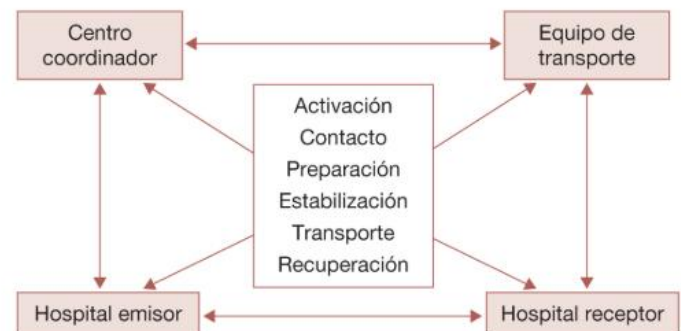 Centro
coordinador
Equipo de
transporte
Activación
Contacto
Preparación
Estabilización
Transporte
Recuperación
Hospital emisor
Hospital receptor